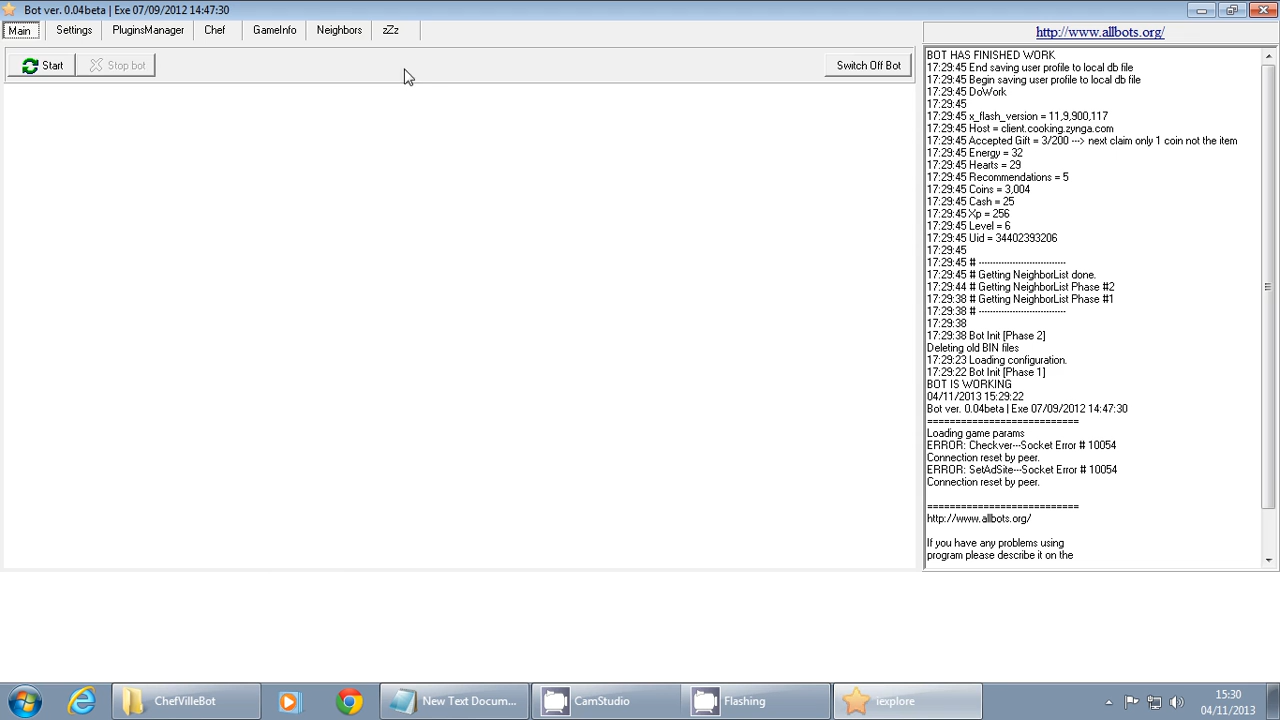 Bot ver. 0.04beta | Exe 07/09/2012 14:47:30
Main Settings PluginsManager Chef GameInfo Neighbors zZz
http://www.allbots.org/
Start Stop bot Switch Off Bot
BOT HAS FINISHED WORK
17:29:45 End saving user profile to local db file
17:29:45 Begin saving user profile to local db file
17:29:45 DoWork
17:29:45
17:29:45 x_flash_version = 11,9,900,117
17:29:45 Host = client.cooking.zynga.com
17:29:45 Accepted Gift = 3/200 ---> next claim only 1 coin not the item
17:29:45 Energy = 32
17:29:45 Hearts = 29
17:29:45 Recommendations = 5
17:29:45 Coins = 3,004
17:29:45 Cash = 25
17:29:45 Xp = 256
17:29:45 Level = 6
17:29:45 Uid = 34402393206
17:29:45
17:29:45 # -----------------------------
17:29:45 # Getting NeighborList done.
17:29:44 # Getting NeighborList Phase #2
17:29:38 # Getting NeighborList Phase #1
17:29:38 # -----------------------------
17:29:38
17:29:38 Bot Init [Phase 2]
Deleting old BIN files
17:29:23 Loading configuration.
17:29:22 Bot Init [Phase 1]
BOT IS WORKING
04/11/2013 15:29:22
Bot ver. 0.04beta | Exe 07/09/2012 14:47:30
===========================
Loading game params
ERROR: Checkver---Socket Error # 10054
Connection reset by peer.
ERROR: SetAdSite---Socket Error # 10054
Connection reset by peer.
===========================
http://www.allbots.org/
If you have any problems using
program please describe it on the
ChefVilleBot New Text Docum... CamStudio Flashing iexplore 15:30
04/11/2013